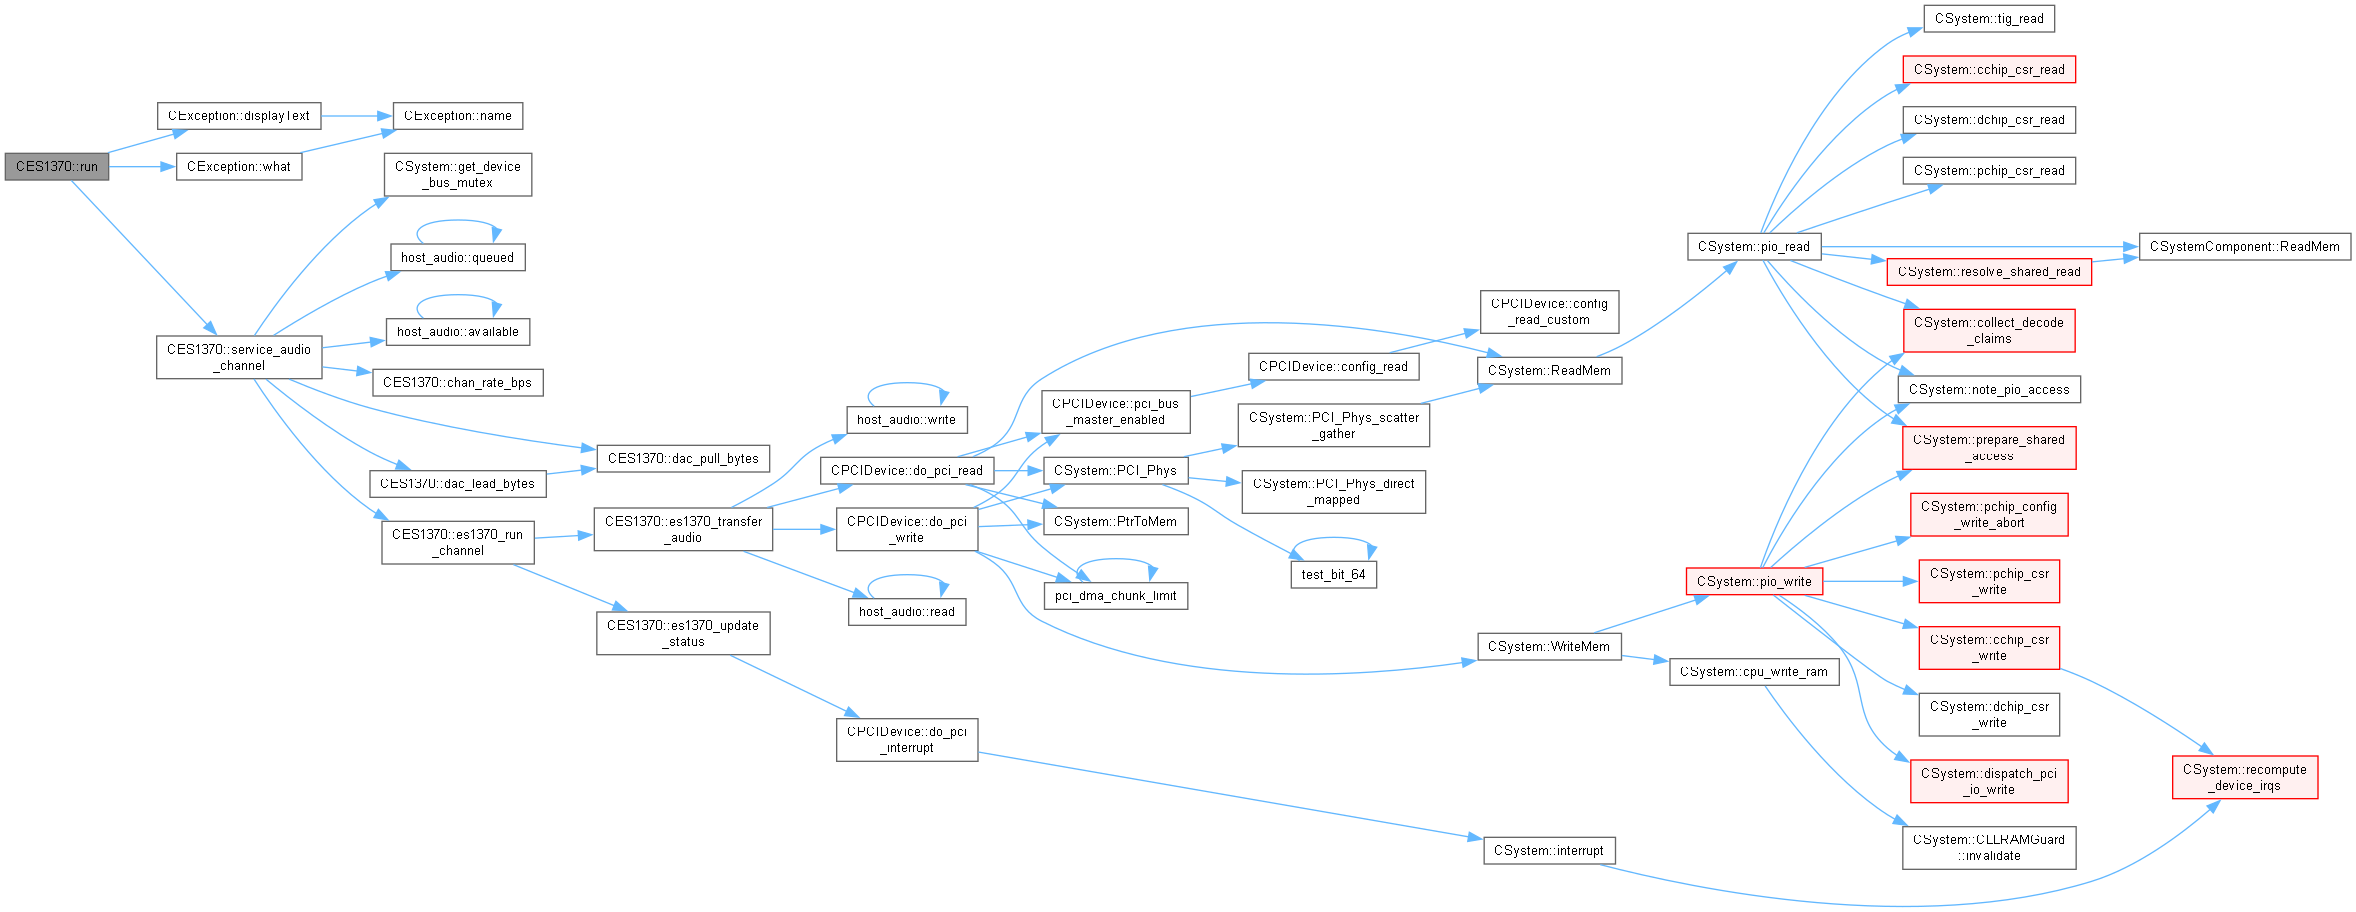 CES1370::run
CException::displayText
CException::what
CException::name
CSystem::get_device
_bus_mutex
host_audio::queued
host_audio::available
CES1370::service_audio
_channel
CES1370::chan_rate_bps
CES1370::dac_pull_bytes
CES1370::dac_lead_bytes
CES1370::es1370_run
_channel
CES1370::es1370_transfer
_audio
CES1370::es1370_update
_status
host_audio::write
CPCIDevice::do_pci_read
CPCIDevice::do_pci
_write
host_audio::read
CPCIDevice::do_pci
_interrupt
CPCIDevice::pci_bus
_master_enabled
CSystem::PCI_Phys
CSystem::PtrToMem
pci_dma_chunk_limit
CPCIDevice::config_read
CSystem::PCI_Phys_scatter
_gather
CSystem::PCI_Phys_direct
_mapped
test_bit_64
CPCIDevice::config
_read_custom
CSystem::ReadMem
CSystem::WriteMem
CSystem::interrupt
CSystem::pio_read
CSystem::pio_write
CSystem::cpu_write_ram
CSystem::tig_read
CSystem::cchip_csr_read
CSystem::dchip_csr_read
CSystem::pchip_csr_read
CSystem::resolve_shared_read
CSystem::collect_decode
_claims
CSystem::note_pio_access
CSystem::prepare_shared
_access
CSystem::pchip_config
_write_abort
CSystem::pchip_csr
_write
CSystem::cchip_csr
_write
CSystem::dchip_csr
_write
CSystem::dispatch_pci
_io_write
CSystem::CLLRAMGuard
::invalidate
CSystemComponent::ReadMem
CSystem::recompute
_device_irqs